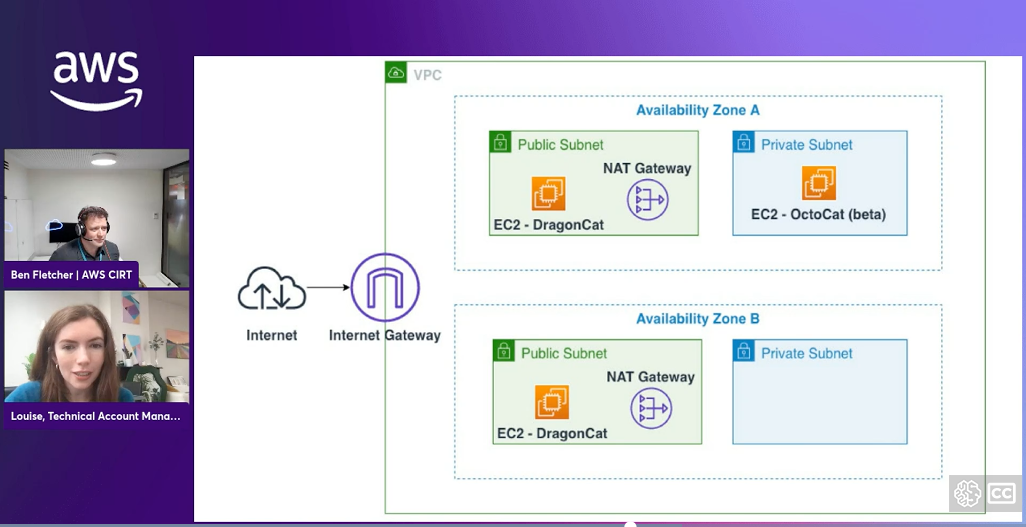 aws
Ben Fletcher | AWS CIRT
Louise, Technical Account Mana...
VPC
Availability Zone A
Public Subnet
NAT Gateway
EC2 - DragonCat
Private Subnet
EC2 - OctoCat (beta)
Internet
Internet Gateway
Availability Zone B
Public Subnet
NAT Gateway
EC2 - DragonCat
Private Subnet
CC